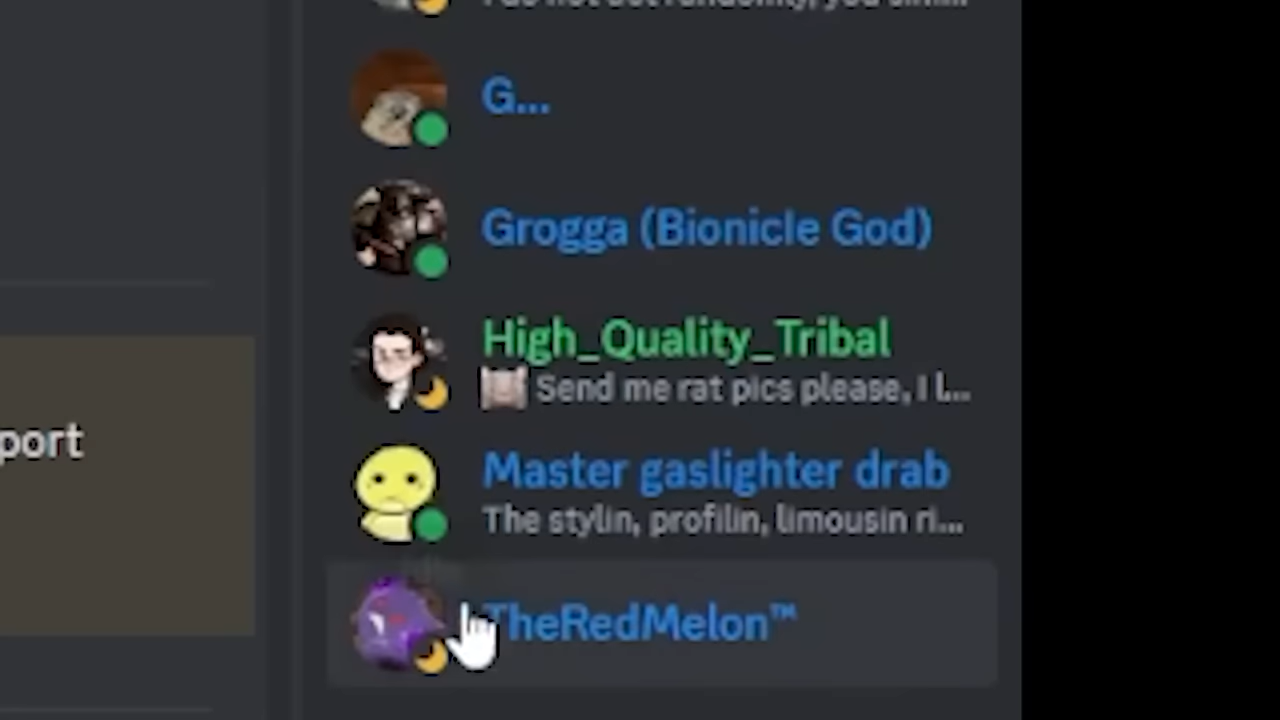 G...
Grogga (Bionicle God)
High_Quality_Tribal
Send me rat pics please, I l...
port
Master gaslighter drab
The stylin, profilin, limousin ri...
TheRedMelon™